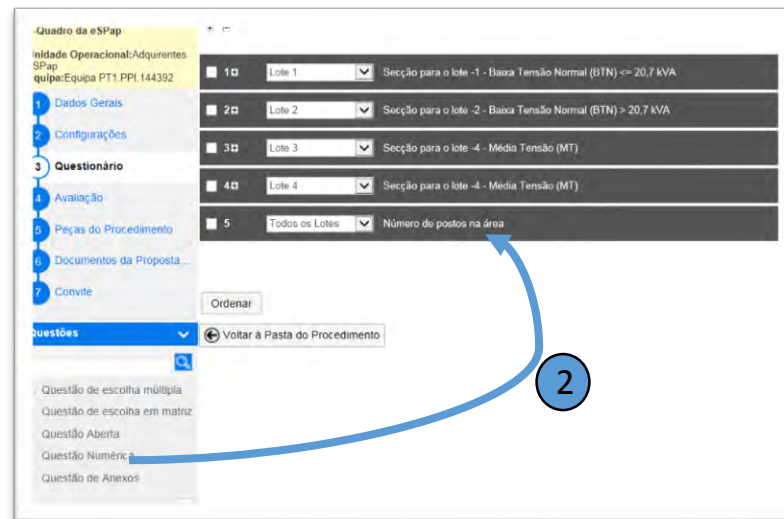 -Quadro da eSPap
nidade Operacional:Adquirentes
SPap
quipa:Equipa PT1.PPI.144392
1 Dados Gerais
2 Configurações
3 Questionário
4 Avaliação
5 Peças do Procedimento
6 Documentos da Proposta...
7 Convite
uestões
Questão de escolha múltipla
Questão de escolha em matriz
Questão Aberta
Questão Numérica
Questão de Anexos
1 Lote 1 Secção para o lote -1 - Baixa Tensão Normal (BTN) <= 20,7 kVA
2 Lote 2 Secção para o lote -2 - Baixa Tensão Normal (BTN) > 20,7 kVA
3 Lote 3 Secção para o lote -4 - Média Tensão (MT)
4 Lote 4 Secção para o lote -4 - Média Tensão (MT)
5 Todos os Lotes Número de postos na área
Ordenar
Voltar à Pasta do Procedimento
2